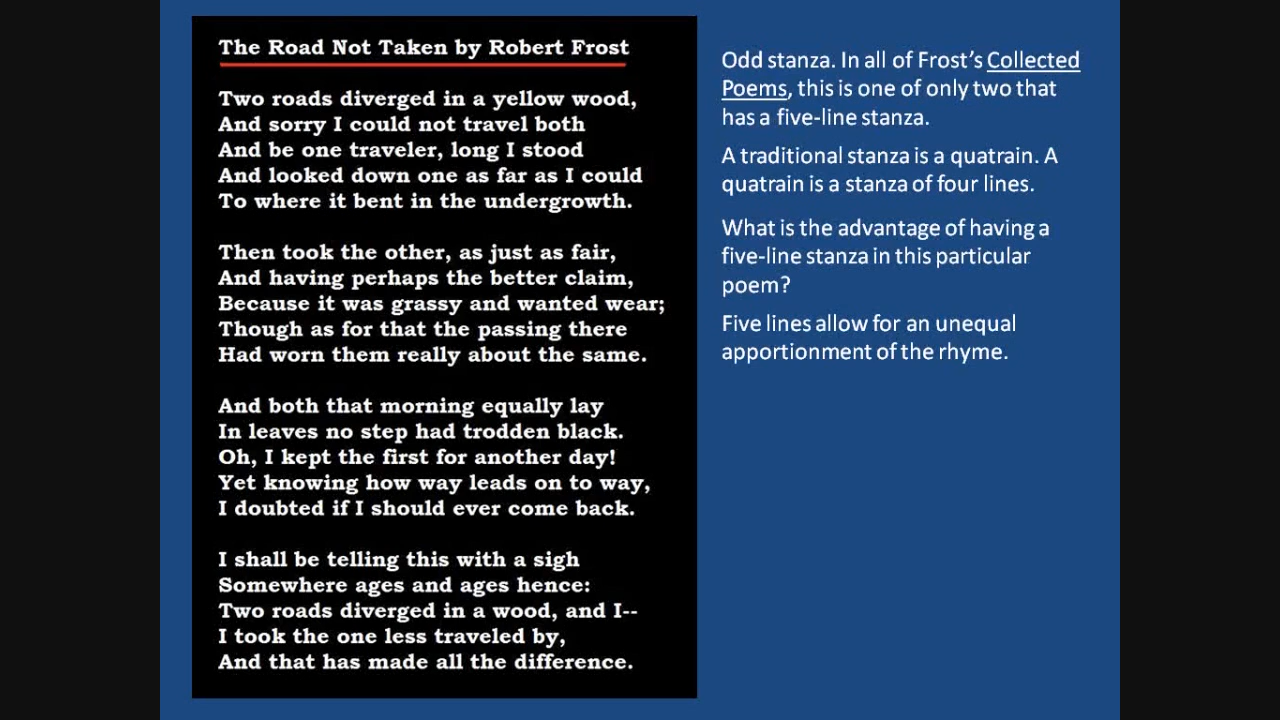 The Road Not Taken by Robert Frost
Two roads diverged in a yellow wood,
And sorry I could not travel both
And be one traveler, long I stood
And looked down one as far as I could
To where it bent in the undergrowth.
Then took the other, as just as fair,
And having perhaps the better claim,
Because it was grassy and wanted wear;
Though as for that the passing there
Had worn them really about the same.
And both that morning equally lay
In leaves no step had trodden black.
Oh, I kept the first for another day!
Yet knowing how way leads on to way,
I doubted if I should ever come back.
I shall be telling this with a sigh
Somewhere ages and ages hence:
Two roads diverged in a wood, and I--
I took the one less traveled by,
And that has made all the difference.
Odd stanza. In all of Frost’s Collected
Poems, this is one of only two that
has a five-line stanza.
A traditional stanza is a quatrain. A
quatrain is a stanza of four lines.
What is the advantage of having a
five-line stanza in this particular
poem?
Five lines allow for an unequal
apportionment of the rhyme.